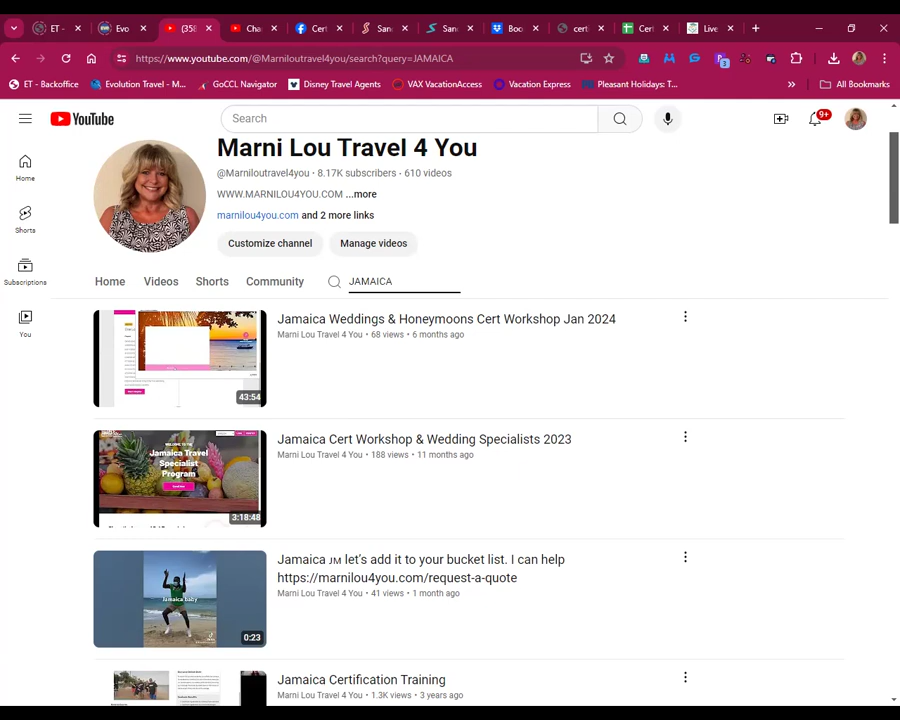 ET -
Evo
(35
Cha
Cert
Sand
Sand
Boo
cert
Cert
Live
https://www.youtube.com/@Marniloutravel4you/search?query=JAMAICA
3
ET - Backoffice
Evolution Travel - M...
GoCCL Navigator
Disney Travel Agents
VAX VacationAccess
Vacation Express
Pleasant Holidays: T...
»
All Bookmarks
YouTube
Search
9+
Home
Shorts
Subscriptions
You
Marni Lou Travel 4 You
@Marniloutravel4you • 8.17K subscribers • 610 videos
WWW.MARNILOU4YOU.COM ...more
marnilou4you.com and 2 more links
Customize channel
Manage videos
Home
Videos
Shorts
Community
JAMAICA
43:54
Jamaica Weddings & Honeymoons Cert Workshop Jan 2024
Marni Lou Travel 4 You • 68 views • 6 months ago
WELCOME TO THE
Jamaica Travel
Specialist
Program
3:18:48
Jamaica Cert Workshop & Wedding Specialists 2023
Marni Lou Travel 4 You • 188 views • 11 months ago
Jamaica baby
0:23
Jamaica JM let's add it to your bucket list. I can help
https://marnilou4you.com/request-a-quote
Marni Lou Travel 4 You • 41 views • 1 month ago
Jamaica Certification Training
Marni Lou Travel 4 You • 1.3K views • 3 years ago